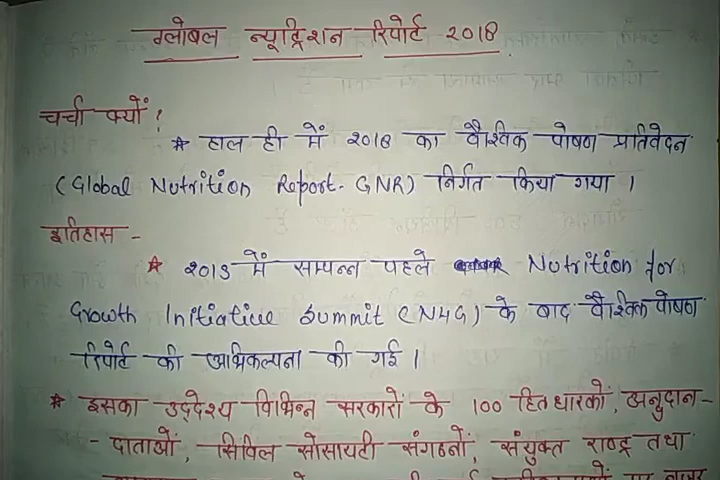 ग्लोबल न्यूट्रिशन रिपोर्ट 2018
चर्चा क्यों ?
* हाल ही में 2018 का वैश्विक पोषण प्रतिवेदन
(Global Nutrition Report - GNR) निर्गत किया गया ।
इतिहास -
* 2013 में सम्पन्न पहले Nutrition for
Growth Initiative Summit (N4G) के बाद वैश्विक पोषण
रिपोर्ट की अभिकल्पना की गई ।
* इसका उद्देश्य विभिन्न सरकारों के 100 हितधारकों, अनुदान-
- दाताओं, सिविल सोसायटी संगठनों, संयुक्त राष्ट्र तथा